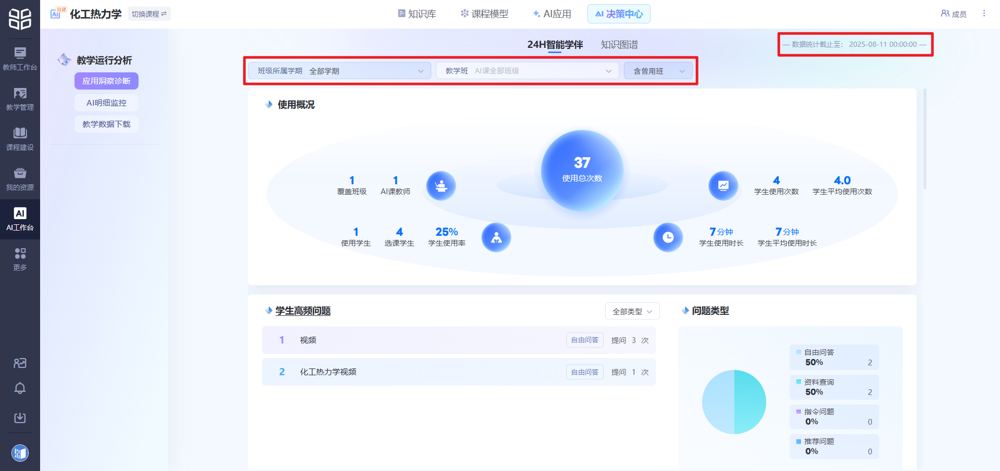 自建
AI 化工热力学 切换课程
知识库 课程模型 AI应用 AI 决策中心
成员
教师工作台
教学管理
课程建设
我的资源
AI
AI工作台
更多
教学运行分析
应用洞察诊断
AI明细监控
教学数据下载
24H智能学伴 知识图谱
— 数据统计截止至： 2025-08-11 00:00:00 —
班级所属学期 全部学期
教学班 AI课全部班级
含曾用班
使用概况
37
使用总次数
1 覆盖班级
1 AI课教师
4 学生使用次数
4.0 学生平均使用次数
1 使用学生
4 选课学生
25% 学生使用率
7分钟 学生使用时长
7分钟 学生平均使用时长
学生高频问题 全部类型
1 视频 自由问答 提问 3 次
2 化工热力学视频 自由问答 提问 1 次
问题类型
自由问答
50% 2
资料查询
50% 2
指令问题
0% 0
推荐问题
0% 0